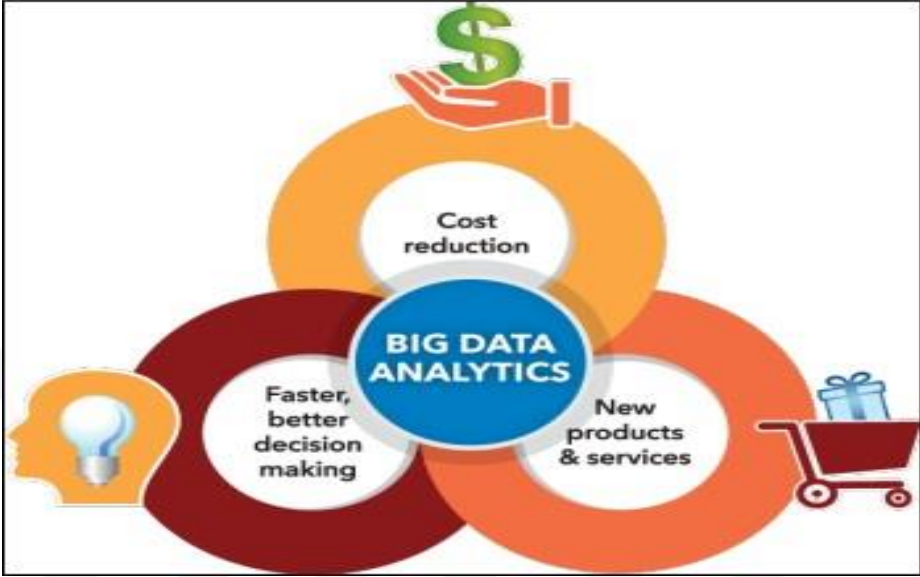 $
Cost
reduction
BIG DATA
ANALYTICS
Faster,
better
decision
making
New
products
& services